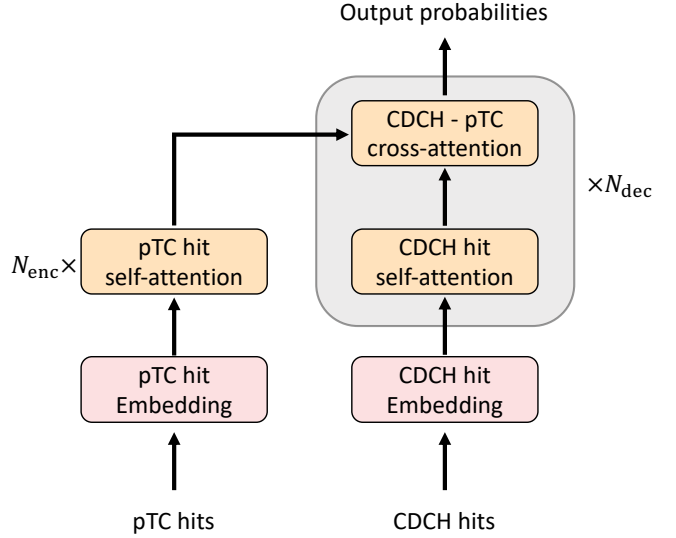 Output probabilities
CDCH - pTC
cross-attention
×N_dec
N_enc×
pTC hit
self-attention
CDCH hit
self-attention
pTC hit
Embedding
CDCH hit
Embedding
pTC hits
CDCH hits